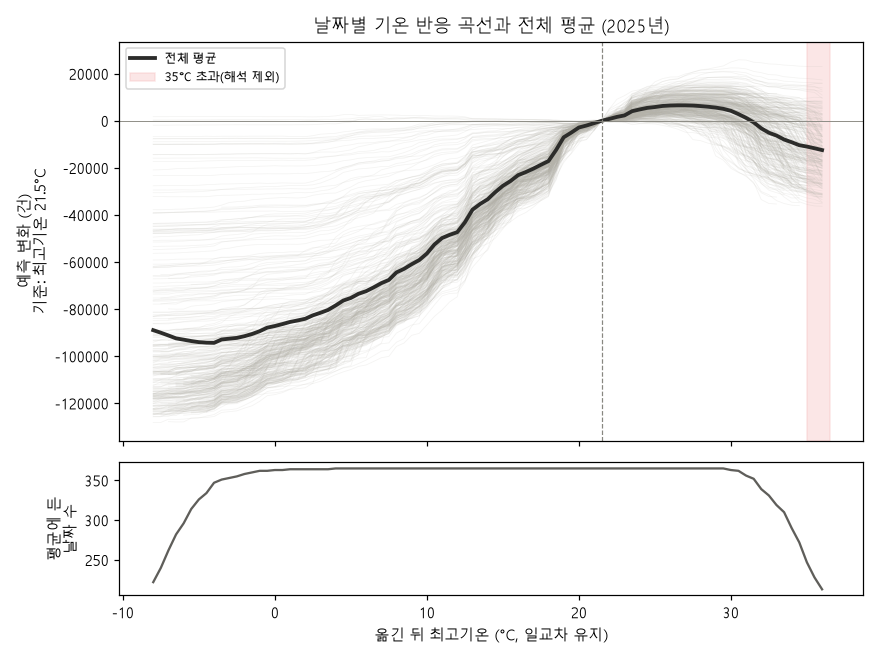 날짜별 기온 반응 곡선과 전체 평균 (2025년)
전체 평균
35°C 초과(해석 제외)
예측 변화 (건)
기준: 최고기온 21.5°C
20000
0
-20000
-40000
-60000
-80000
-100000
-120000
평균에 든
날짜 수
350
300
250
-10
0
10
20
30
옮긴 뒤 최고기온 (°C, 일교차 유지)